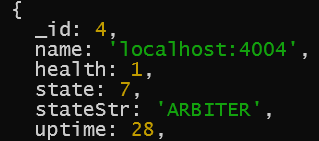 {
_id: 4,
name: 'localhost:4004',
health: 1,
state: 7,
stateStr: 'ARBITER',
uptime: 28,